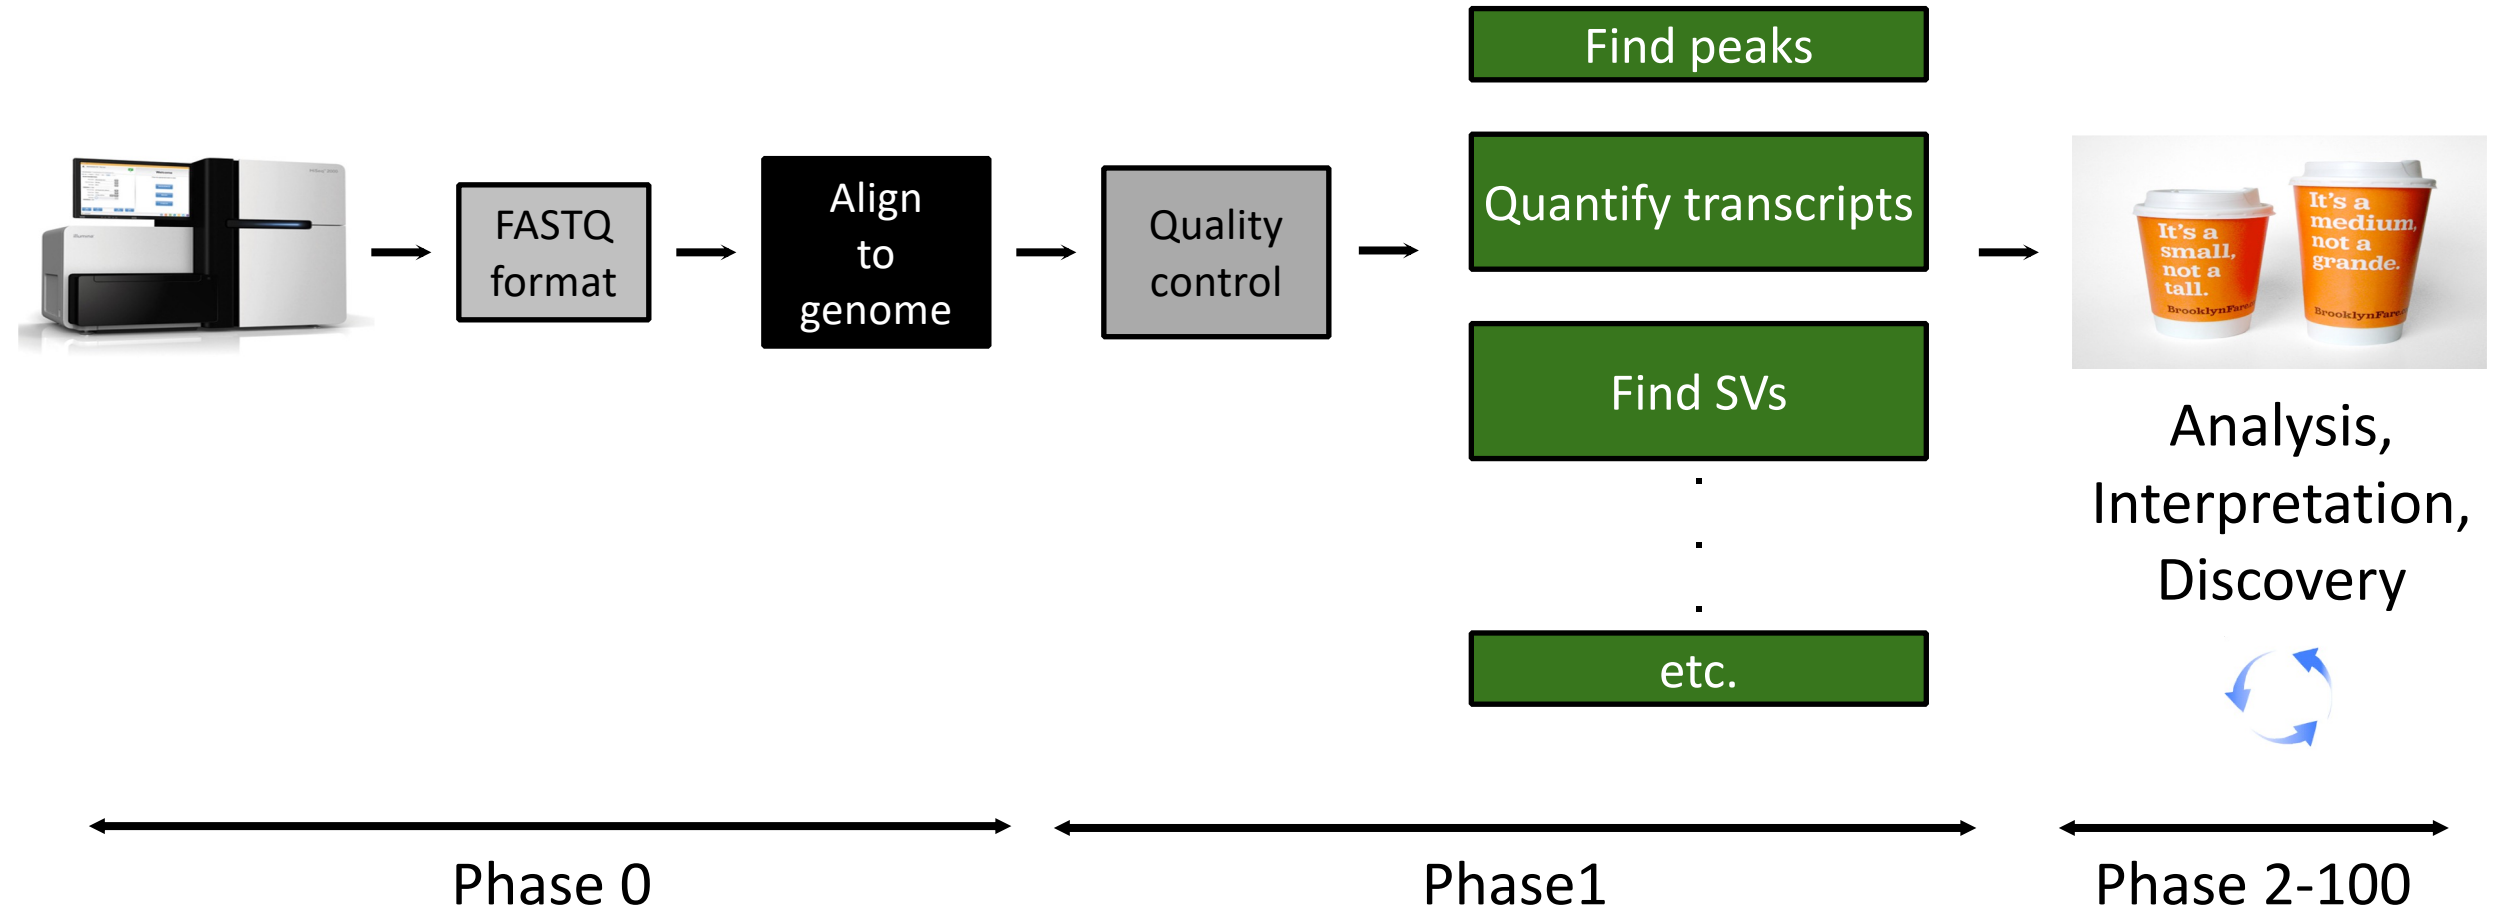 FASTQ
format
Align
to
genome
Quality
control
Find peaks
Quantify transcripts
Find SVs
.
.
.
etc.
It's a
small,
not a
tall.
BrooklynFare
It's a
medium,
not a
grande.
BrooklynFare
Analysis,
Interpretation,
Discovery
Phase 0
Phase1
Phase 2-100